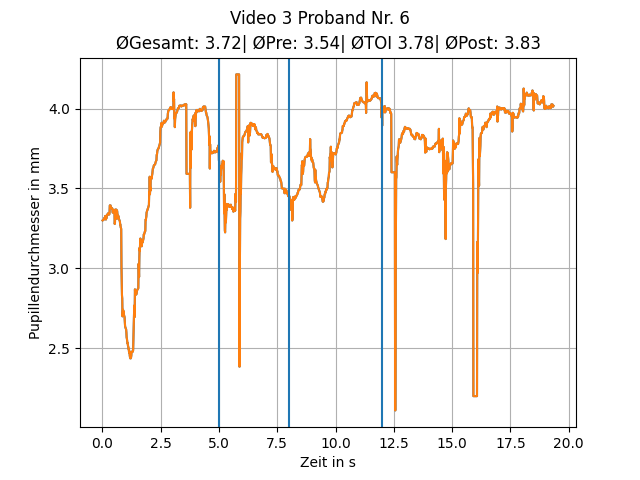 Video 3 Proband Nr. 6
ØGesamt: 3.72| ØPre: 3.54| ØTOI 3.78| ØPost: 3.83
Pupillendurchmesser in mm
4.0
3.5
3.0
2.5
0.0 2.5 5.0 7.5 10.0 12.5 15.0 17.5 20.0
Zeit in s